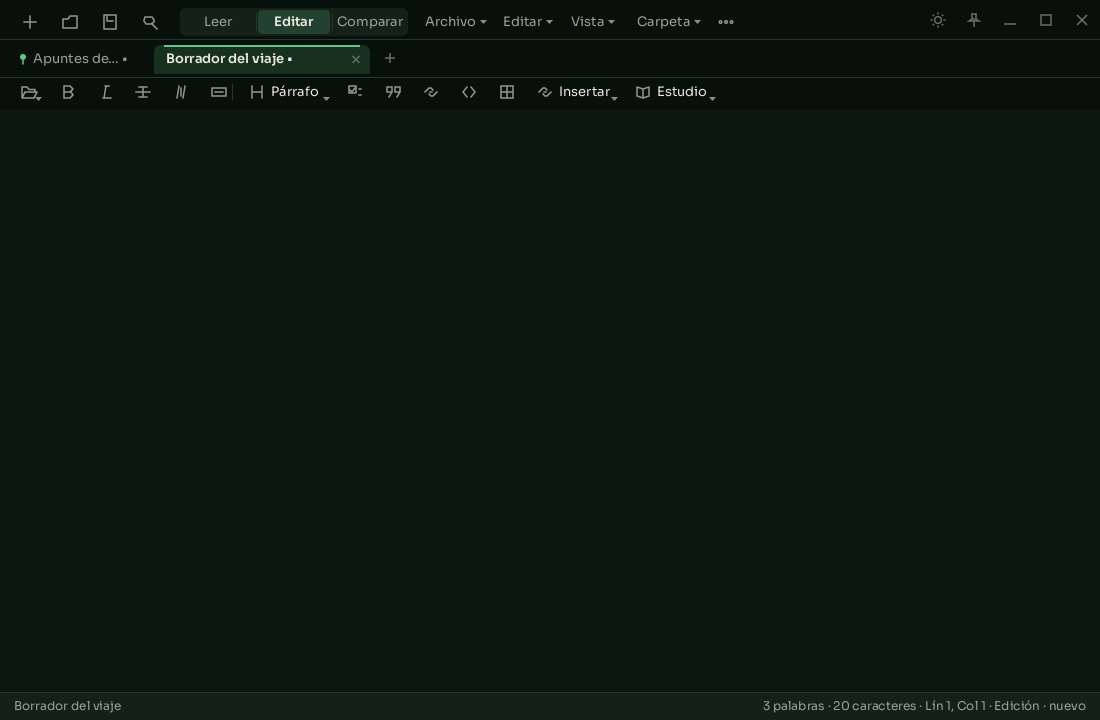 Leer Editar Comparar Archivo Editar Vista Carpeta
Apuntes de... • Borrador del viaje •
Párrafo Insertar Estudio
Borrador del viaje 3 palabras · 20 caracteres · Lín 1, Col 1 · Edición · nuevo